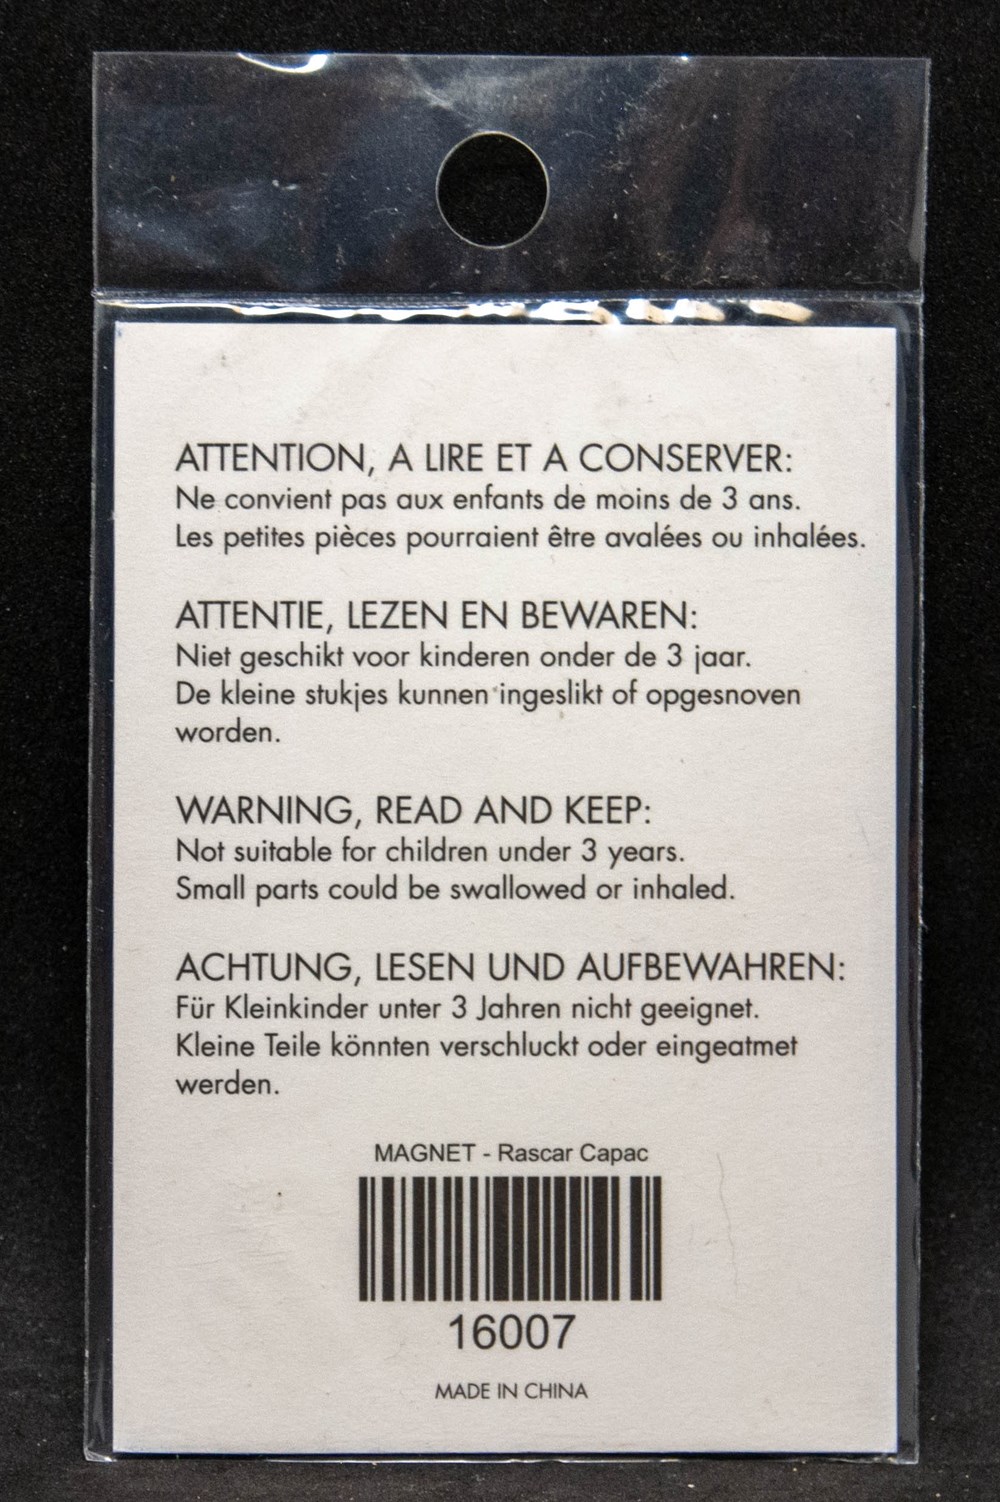 ATTENTION, A LIRE ET A CONSERVER:
Ne convient pas aux enfants de moins de 3 ans.
Les petites pièces pourraient être avalées ou inhalées.
ATTENTIE, LEZEN EN BEWAREN:
Niet geschikt voor kinderen onder de 3 jaar.
De kleine stukjes kunnen ingeslikt of opgesnoven
worden.
WARNING, READ AND KEEP:
Not suitable for children under 3 years.
Small parts could be swallowed or inhaled.
ACHTUNG, LESEN UND AUFBEWAHREN:
Für Kleinkinder unter 3 Jahren nicht geeignet.
Kleine Teile könnten verschluckt oder eingeatmet
werden.
MAGNET - Rascar Capac
16007
MADE IN CHINA